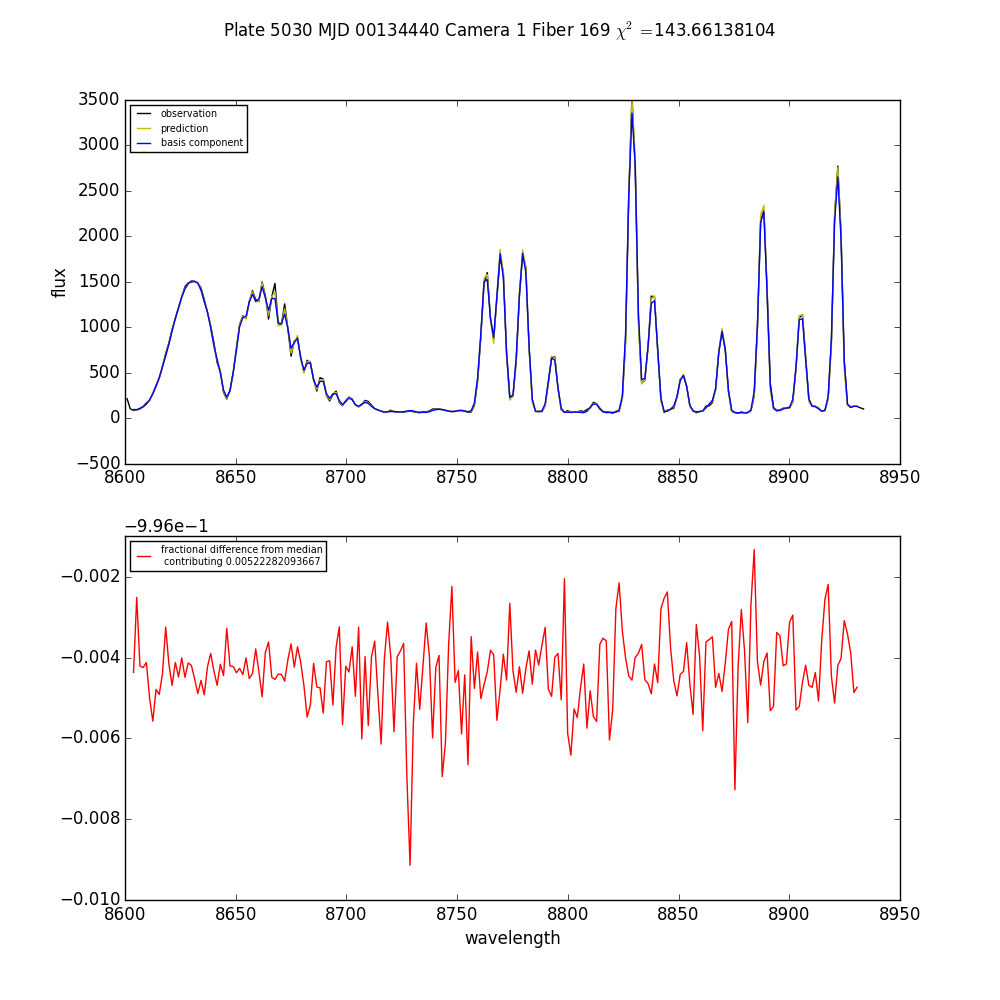 Plate 5030 MJD 00134440 Camera 1 Fiber 169 χ² =143.66138104
3500
3000
2500
2000
1500
1000
500
0
−500
flux
observation
prediction
basis component
8600 8650 8700 8750 8800 8850 8900 8950
−9.96e−1
−0.002
−0.004
−0.006
−0.008
−0.010
fractional difference from median
contributing 0.00522282093667
8600 8650 8700 8750 8800 8850 8900 8950
wavelength